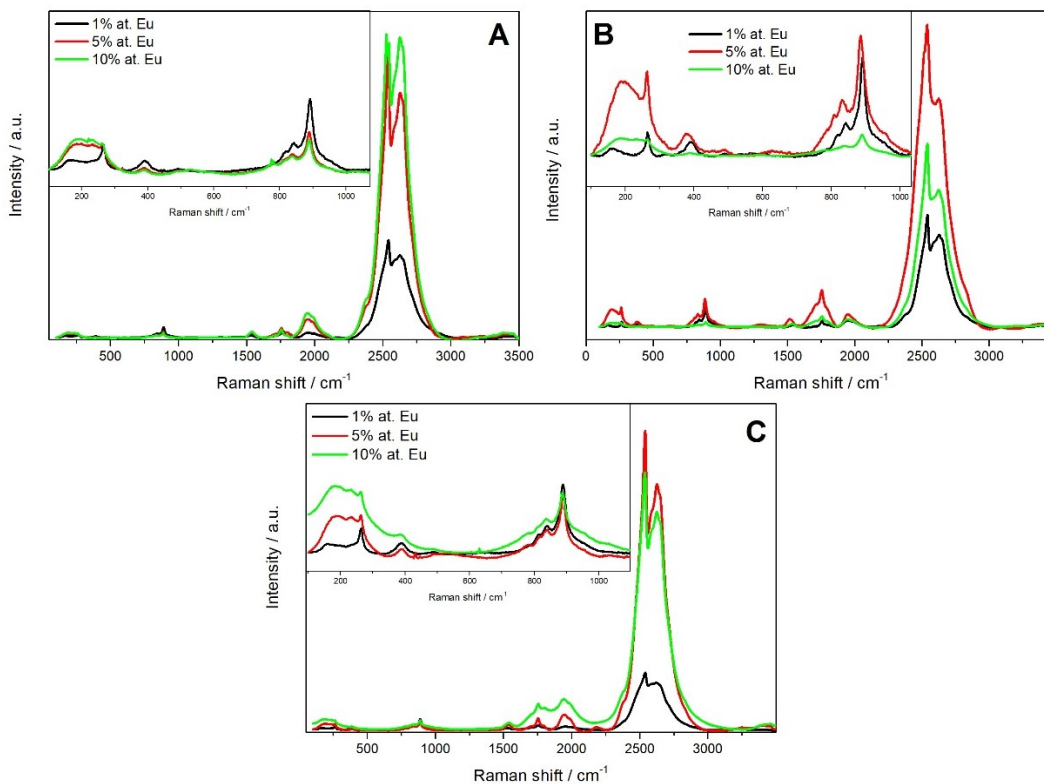 A
1% at. Eu
5% at. Eu
10% at. Eu
Intensity / a.u.
200 400 600 800 1000
Raman shift / cm-1
500 1000 1500 2000 2500 3000 3500
Raman shift / cm-1
B
1% at. Eu
5% at. Eu
10% at. Eu
Intensity / a.u.
200 400 600 800 1000
Raman shift / cm-1
0 500 1000 1500 2000 2500 3000
Raman shift / cm-1
C
1% at. Eu
5% at. Eu
10% at. Eu
Intensity / a.u.
200 400 600 800 1000
Raman shift / cm-1
500 1000 1500 2000 2500 3000
Raman shift / cm-1